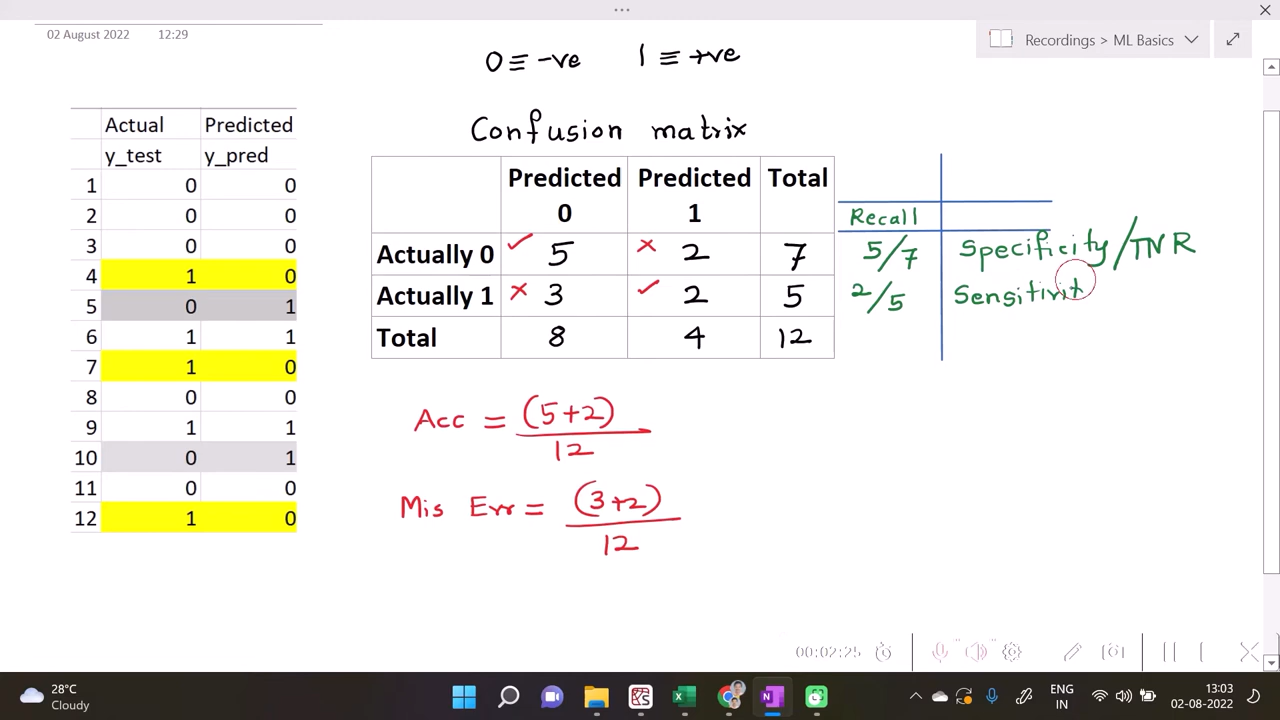 02 August 2022 12:29
Recordings > ML Basics
0 ≡ -ve 1 ≡ +ve
Actual Predicted
y_test y_pred
1 0 0
2 0 0
3 0 0
4 1 0
5 0 1
6 1 1
7 1 0
8 0 0
9 1 1
10 0 1
11 0 0
12 1 0
Confusion matrix
Predicted 0 Predicted 1 Total
Actually 0 ✓ 5 × 2 7
Actually 1 × 3 ✓ 2 5
Total 8 4 12
Recall
5/7 Specificity/TNR
2/5 Sensitivit
Acc = (5+2)
12
Mis Err = (3+2)
12
00:02:25
28°C
Cloudy
ENG
IN
13:03
02-08-2022